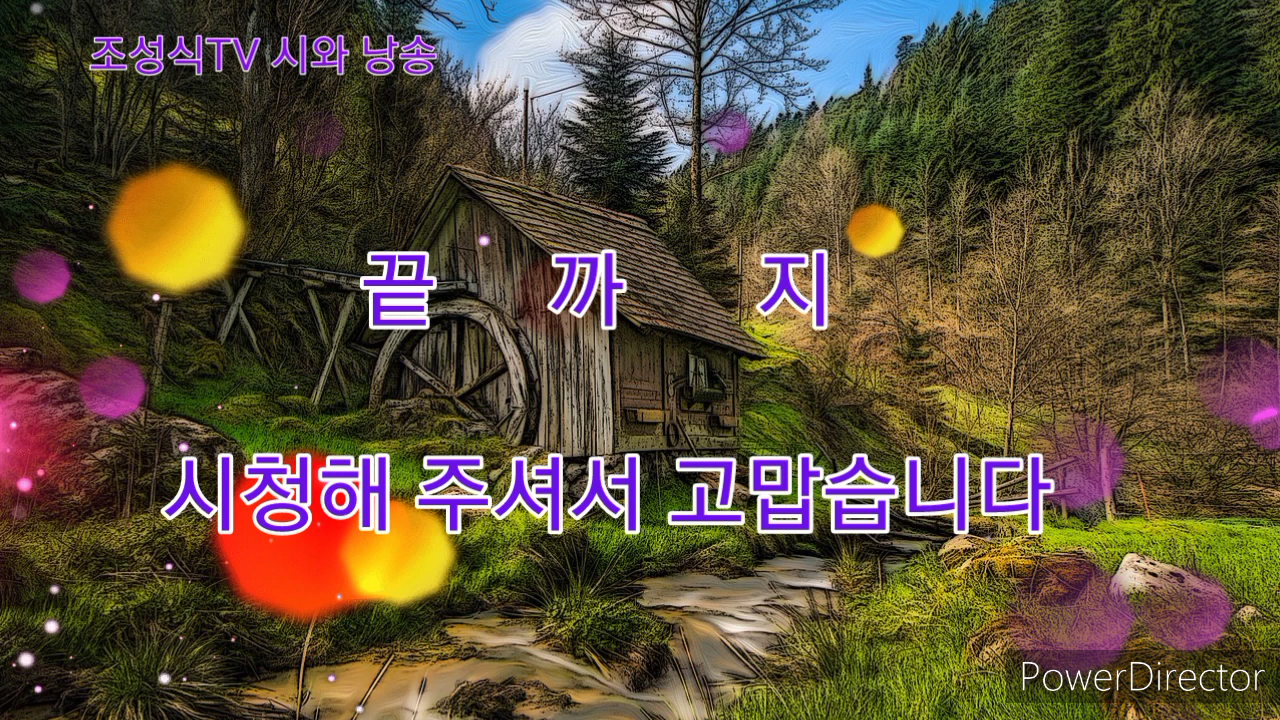 조성식TV 시와 낭송
끝 까 지
시청해 주셔서 고맙습니다
PowerDirector